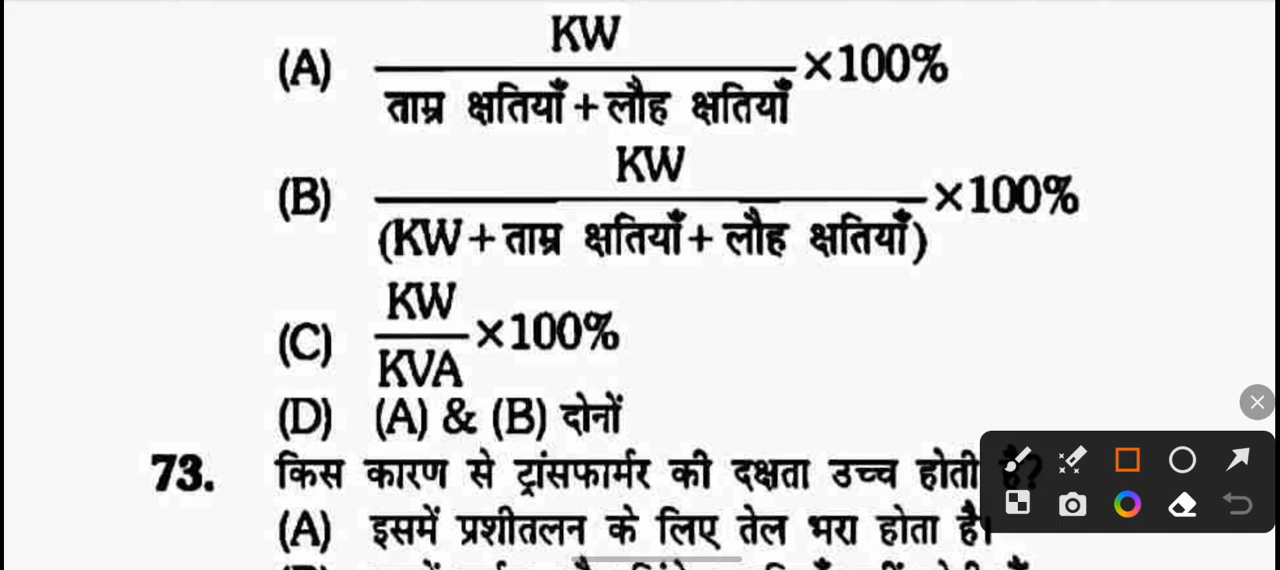 (A) KW / ताम्र क्षतियाँ + लौह क्षतियाँ ×100%
(B) KW / (KW + ताम्र क्षतियाँ + लौह क्षतियाँ) ×100%
(C) KW / KVA ×100%
(D) (A) & (B) दोनों
73. किस कारण से ट्रांसफार्मर की दक्षता उच्च होती है?
(A) इसमें प्रशीतलन के लिए तेल भरा होता है।